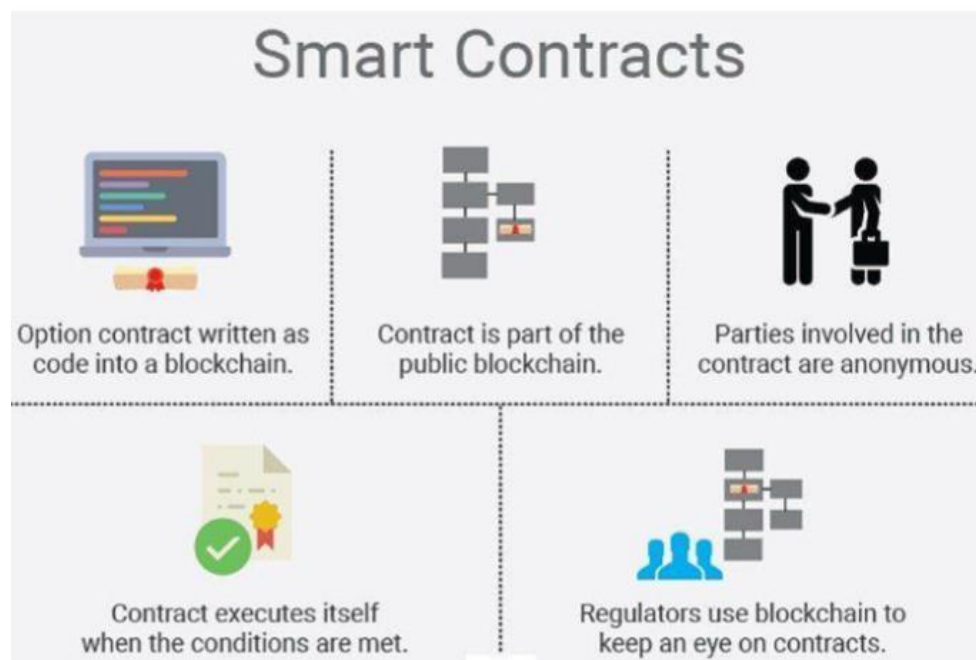 Smart Contracts
Option contract written as
code into a blockchain.
Contract is part of the
public blockchain.
Parties involved in the
contract are anonymous.
Contract executes itself
when the conditions are met.
Regulators use blockchain to
keep an eye on contracts.